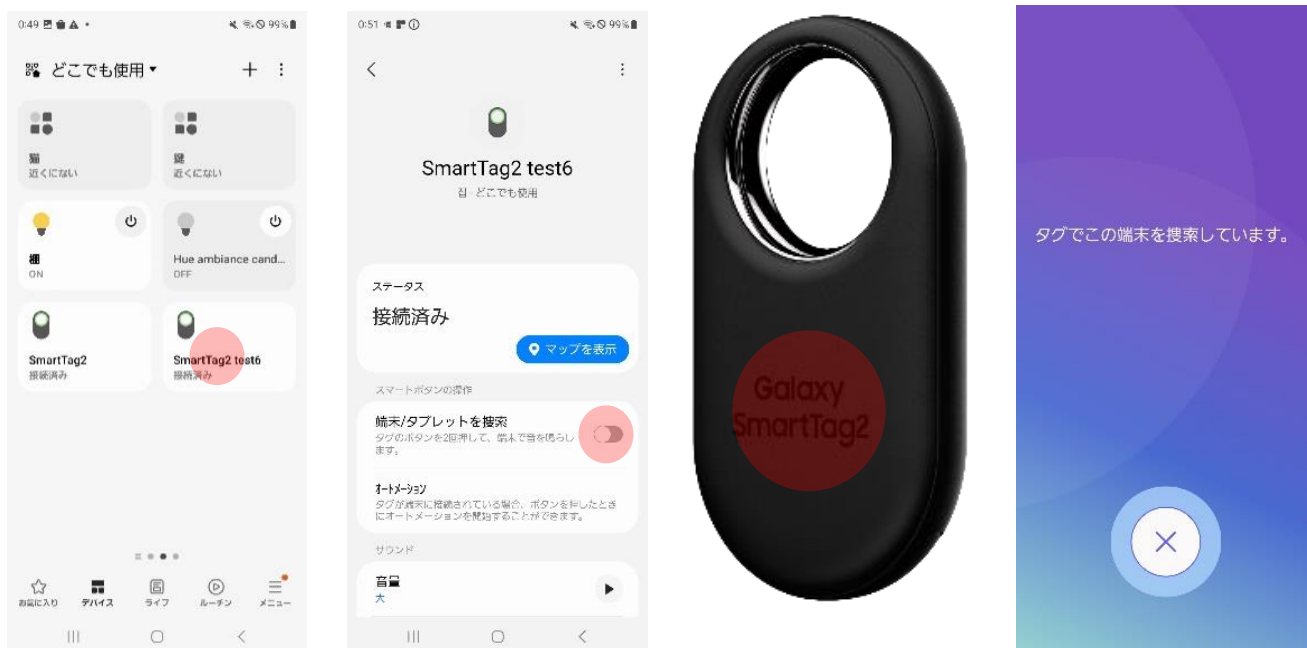 0:49
99%
どこでも使用
猫
近くにない
鍵
近くにない
棚
ON
Hue ambiance cand...
OFF
SmartTag2
接続済み
SmartTag2 test6
接続済み
お気に入り
デバイス
ライフ
ルーチン
メニュー
0:51
99%
SmartTag2 test6
집 - どこでも使用
ステータス
接続済み
マップを表示
スマートボタンの操作
端末/タブレットを捜索
タグのボタンを2回押して、端末で音を鳴らし
ます。
オートメーション
タグが端末に接続されている場合、ボタンを押したとき
にオートメーションを開始することができます。
サウンド
音量
大
Galaxy
SmartTag2
タグでこの端末を捜索しています。